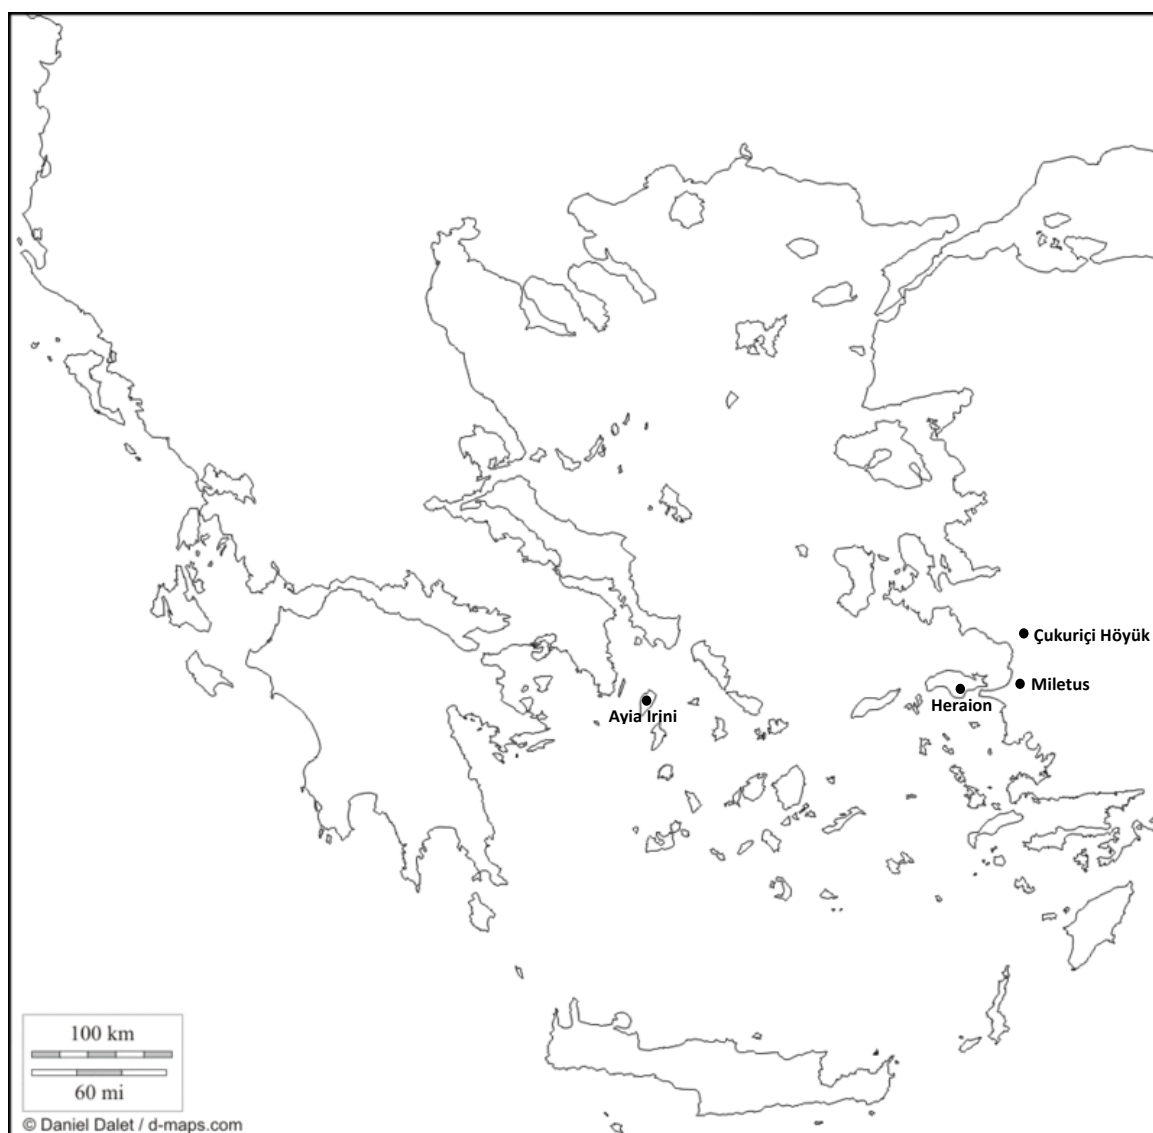 Çukuriçi Höyük
Miletus
Heraion
Ayia Irini
100 km
60 mi
© Daniel Dalet / d-maps.com